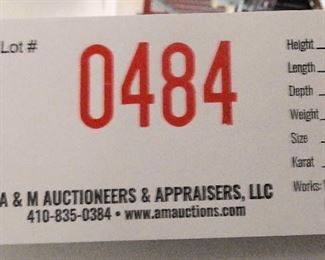 Lot #
0484
Height
Length
Depth
Weight
Size
Karat
Works:
A & M AUCTIONEERS & APPRAISERS, LLC
410-835-0384 • www.amauctions.com